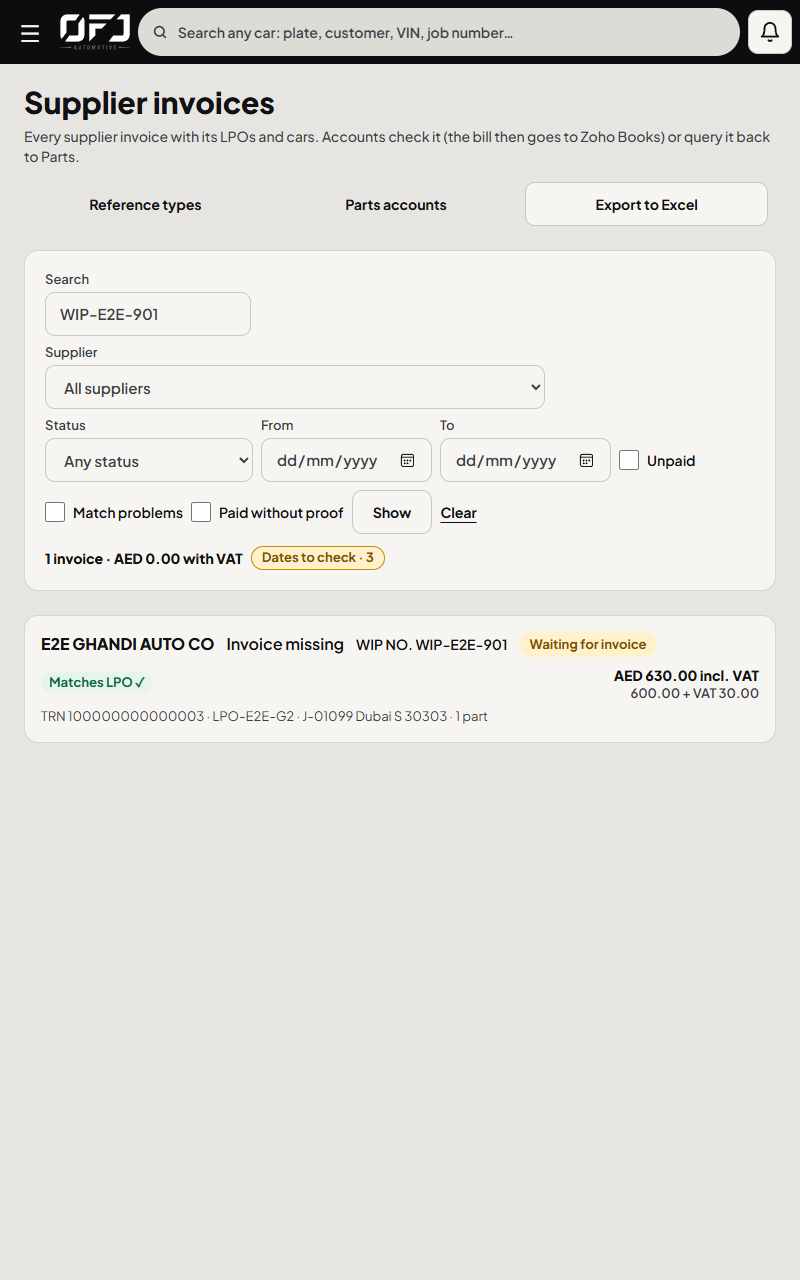 OFJ
AUTOMOTIVE
Search any car: plate, customer, VIN, job number…
Supplier invoices
Every supplier invoice with its LPOs and cars. Accounts check it (the bill then goes to Zoho Books) or query it back
to Parts.
Reference types
Parts accounts
Export to Excel
Search
WIP-E2E-901
Supplier
All suppliers
Status
From
To
Any status
dd/mm/yyyy
dd/mm/yyyy
Unpaid
Match problems
Paid without proof
Show
Clear
1 invoice · AED 0.00 with VAT
Dates to check · 3
E2E GHANDI AUTO CO Invoice missing WIP NO. WIP-E2E-901 Waiting for invoice
Matches LPO ✓
AED 630.00 incl. VAT
600.00 + VAT 30.00
TRN 100000000000003 · LPO-E2E-G2 · J-01099 Dubai S 30303 · 1 part